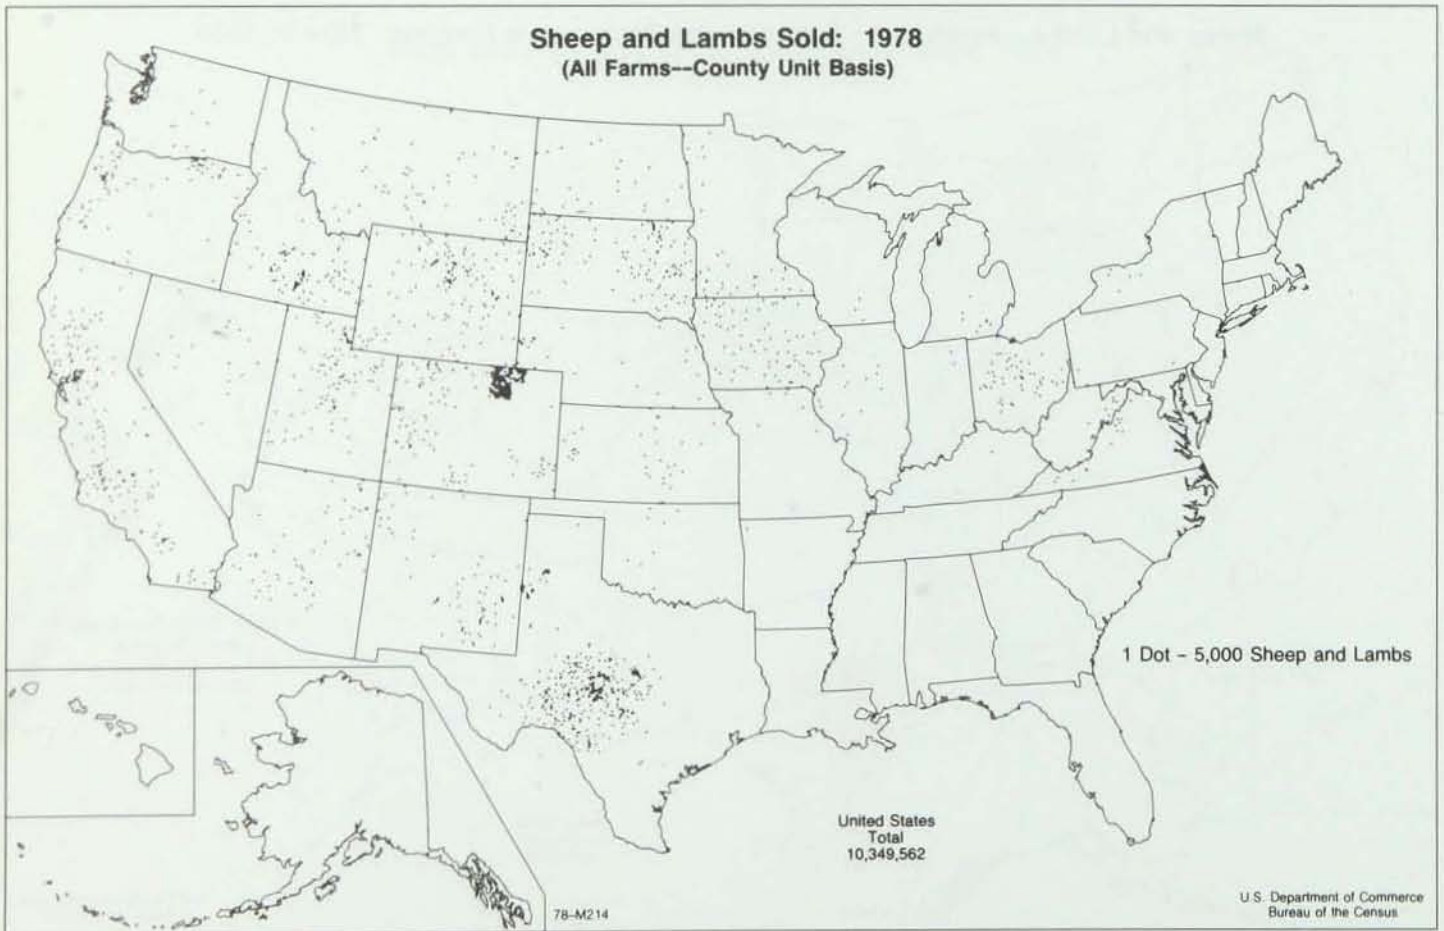 Sheep and Lambs Sold: 1978
(All Farms--County Unit Basis)
1 Dot – 5,000 Sheep and Lambs
United States
Total
10,349,562
78–M214
U.S. Department of Commerce
Bureau of the Census